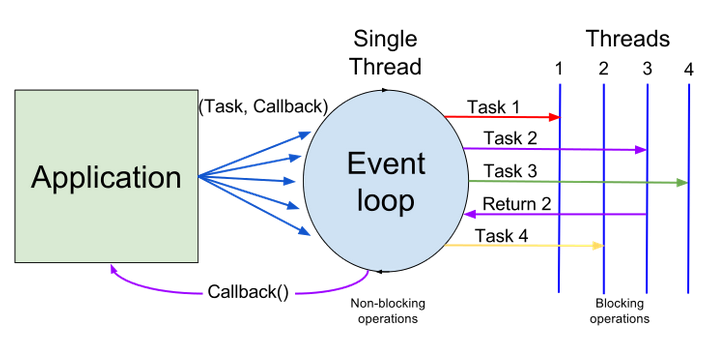 Single
Thread
Threads
1 2 3 4
(Task, Callback)
Task 1
Task 2
Application
Event
loop
Task 3
Return 2
Task 4
Callback()
Non-blocking
operations
Blocking
operations